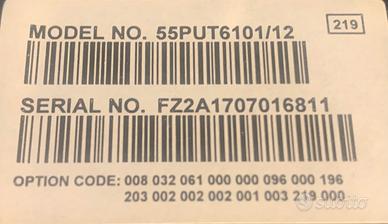 MODEL NO. 55PUT6101/12
219
SERIAL NO. FZ2A1707016811
OPTION CODE: 008 032 061 000 000 096 000 196
203 002 002 002 001 003 219 000
subito